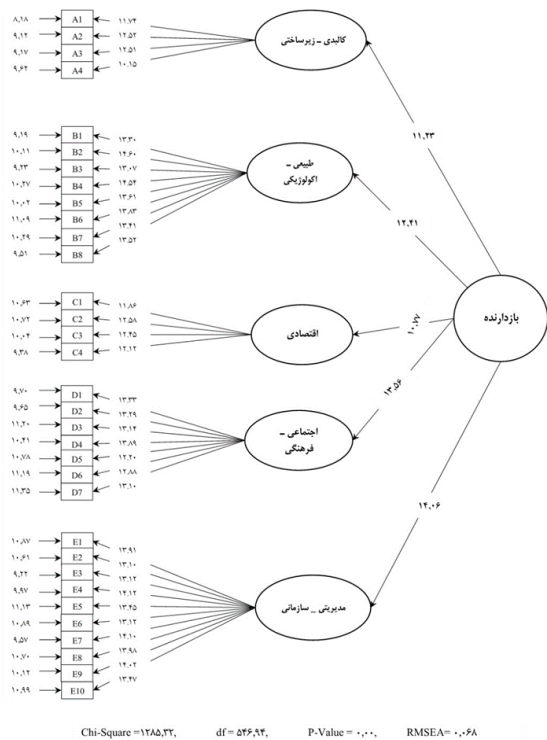 ۸,۱۸ A1 ۱۱,۷۴
۹,۱۲ A2 ۱۲,۵۲
۹,۱۷ A3 ۱۲,۵۱
۹,۶۲ A4 ۱۰,۱۵
کالبدی ـ زیرساختی
۱۱,۲۳
۹,۱۹ B1 ۱۳,۳۰
۱۰,۱۱ B2 ۱۴,۶۰
۹,۲۳ B3 ۱۳,۰۷
۱۰,۲۷ B4 ۱۴,۵۴
۱۰,۰۲ B5 ۱۳,۶۱
۱۱,۰۹ B6 ۱۳,۸۳
۱۰,۲۹ B7 ۱۳,۴۱
۹,۵۱ B8 ۱۳,۵۲
طبیعی ـ
اکولوژیکی
۱۲,۴۱
۱۰,۶۳ C1 ۱۱,۸۶
۱۰,۷۲ C2 ۱۲,۵۸
۱۰,۰۴ C3 ۱۲,۴۵
۹,۳۸ C4 ۱۲,۱۲
اقتصادی
۱۰,۷۷
بازدارنده
۹,۷۰ D1 ۱۳,۳۳
۹,۶۵ D2 ۱۳,۲۹
۱۱,۲۰ D3 ۱۳,۱۴
۱۰,۴۱ D4 ۱۳,۸۹
۱۰,۷۸ D5 ۱۲,۲۰
۱۱,۱۹ D6 ۱۲,۸۸
۱۱,۳۵ D7 ۱۳,۱۰
اجتماعی ـ
فرهنگی
۱۳,۵۶
۱۰,۸۷ E1 ۱۳,۹۱
۱۰,۶۱ E2 ۱۳,۱۰
۹,۲۲ E3 ۱۳,۱۲
۹,۹۷ E4 ۱۴,۱۲
۱۱,۱۳ E5 ۱۳,۴۵
۱۰,۸۹ E6 ۱۳,۱۲
۹,۵۷ E7 ۱۴,۱۰
۱۰,۷۰ E8 ۱۳,۹۸
۱۰,۱۲ E9 ۱۴,۰۲
۱۰,۹۹ E10 ۱۳,۴۷
مدیریتی _ سازمانی
۱۴,۰۶
Chi-Square =۱۲۸۵,۳۲, df = ۵۴۶,۹۴, P-Value = ۰,۰۰, RMSEA= ۰,۰۶۸